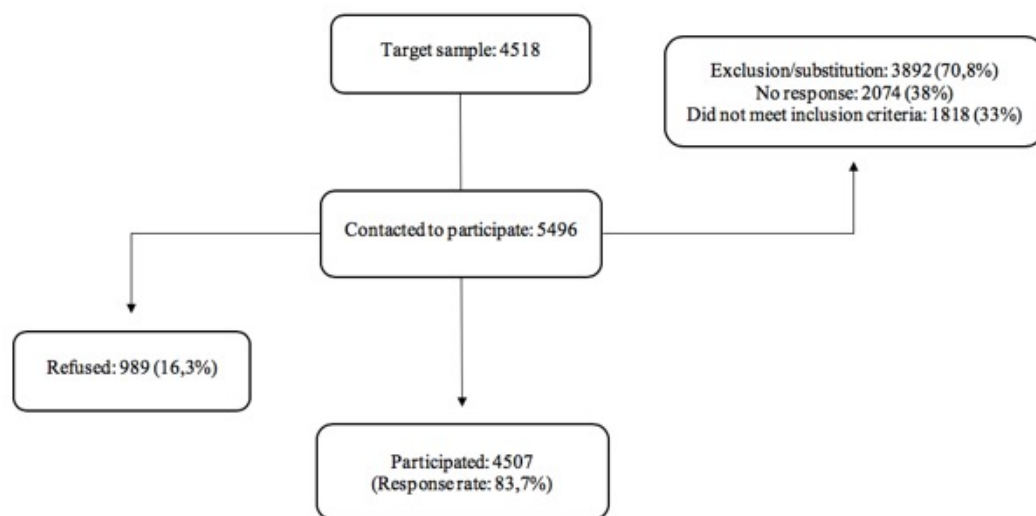 Target sample: 4518
Exclusion/substitution: 3892 (70,8%)
No response: 2074 (38%)
Did not meet inclusion criteria: 1818 (33%)
Contacted to participate: 5496
Refused: 989 (16,3%)
Participated: 4507
(Response rate: 83,7%)